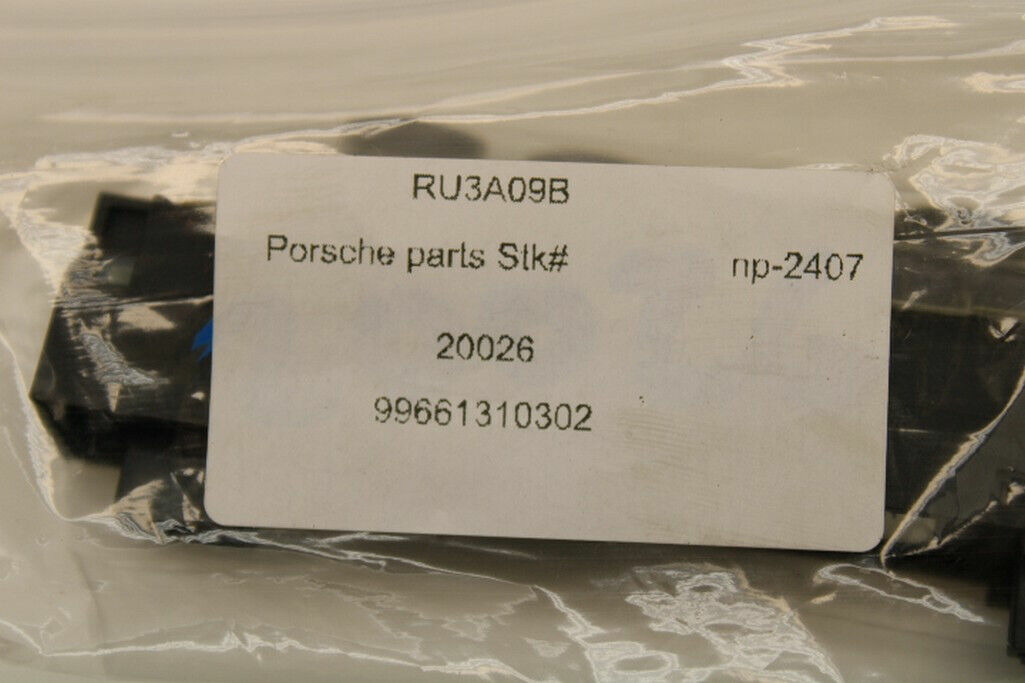 RU3A09B
Porsche parts Stk# np-2407
20026
99661310302